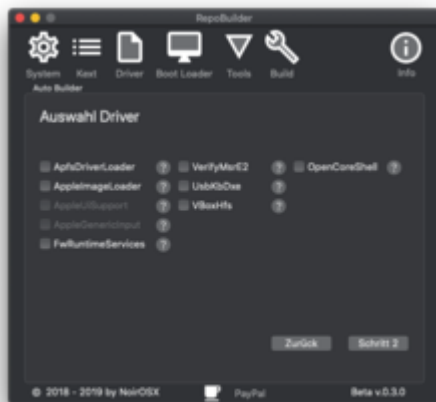 RepoBuilder
System Kext Driver Boot Loader Tools Build Info
Auto Builder
Auswahl Driver
ApfsDriverLoader ? VerifyMsrE2 ? OpenCoreShell ?
AppleImageLoader ? UsbKbDxe ?
AppleUISupport ? VBoxHfs ?
AppleGenericInput ?
FwRuntimeServices ?
Zurück Schritt 2
© 2018 - 2019 by NoirOSX PayPal Beta v.0.3.0